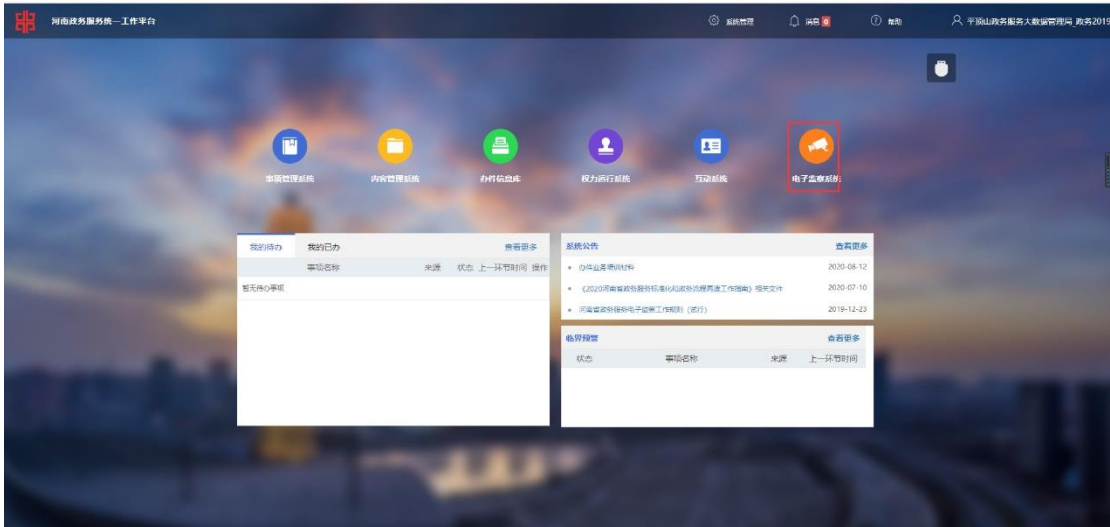 河南政务服务统一工作平台
系统管理 消息 0 帮助 平顶山政务服务大数据管理局_政务2019
事项管理系统 内容管理系统 办件信息库 权力运行系统 互动系统 电子监察系统
我的待办 我的已办 查看更多
事项名称 来源 状态 上一环节时间 操作
暂无待办事项
系统公告 查看更多
办件业务培训材料 2020-08-12
《2020河南省政务服务标准化和政务流程再造工作指南》相关文件 2020-07-10
河南省政务服务电子监察工作规则（试行） 2019-12-23
临界预警 查看更多
状态 事项名称 来源 上一环节时间